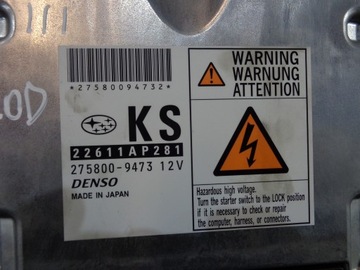 *27580094732*
C
KS
22611AP281
275800-9473 12V
DENSO
MADE IN JAPAN
WARNING
WARNUNG
ATTENTION
Hazardous high voltage.
Turn the starter switch to the LOCK position
if it is necessary to check or repair
the computer, harness, or connectors.